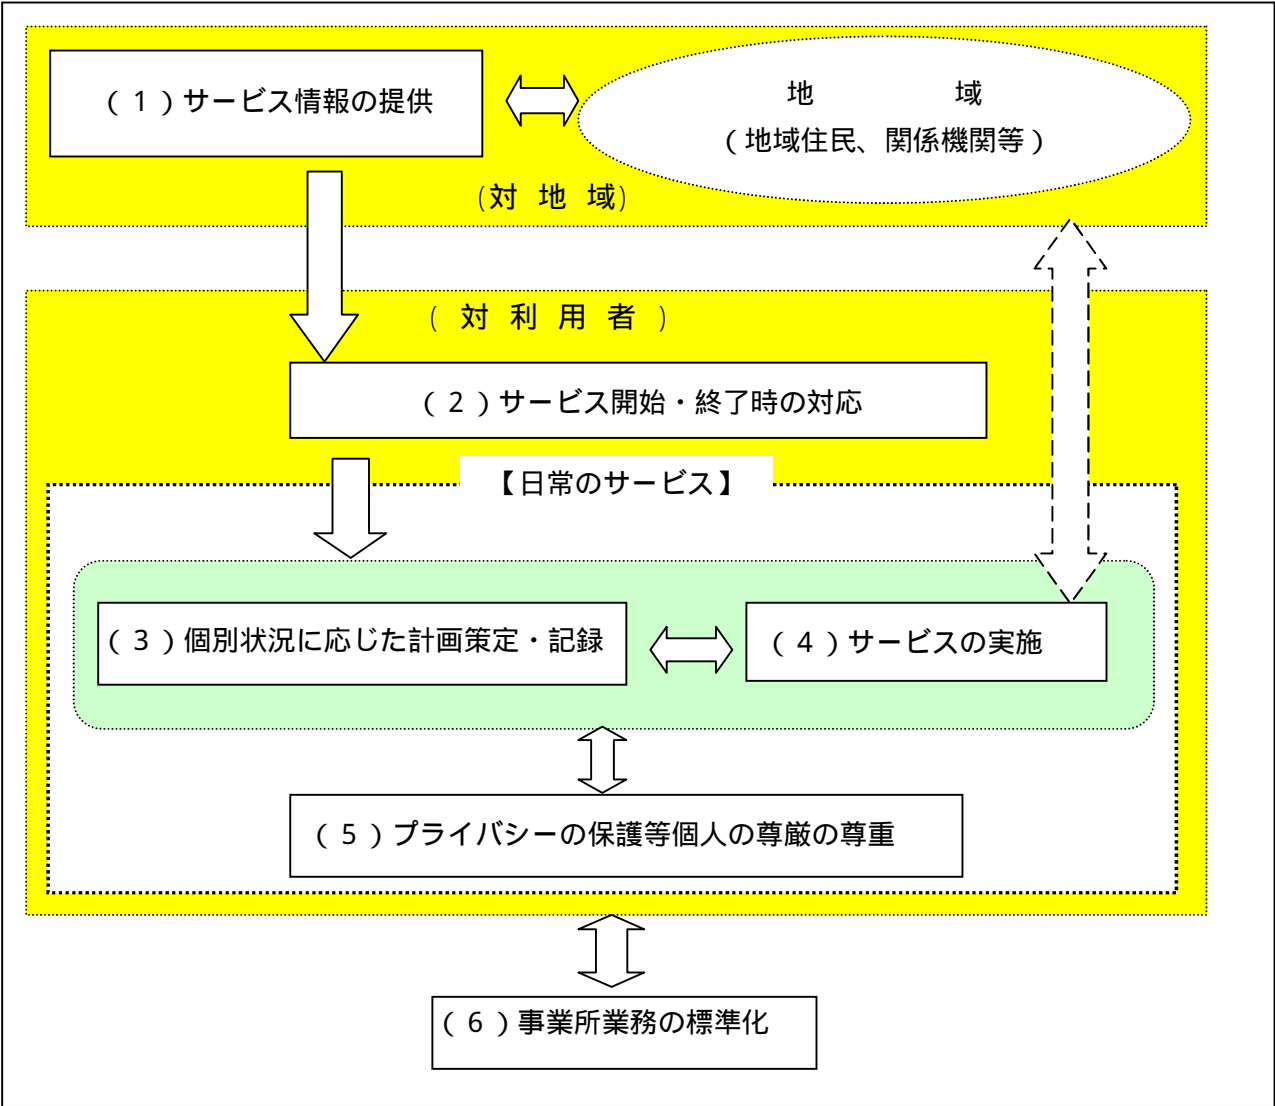 （１）サービス情報の提供
地　　　　　域
（地域住民、関係機関等）
（対 地 域）
（ 対 利 用 者 ）
（２）サービス開始・終了時の対応
【日常のサービス】
（３）個別状況に応じた計画策定・記録
（４）サービスの実施
（５）プライバシーの保護等個人の尊厳の尊重
（６）事業所業務の標準化